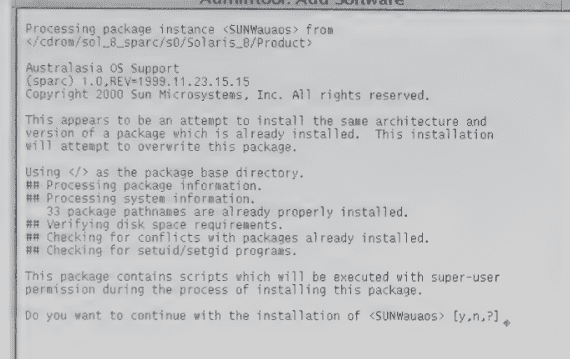 Admintool: Add Software
Processing package instance <SUNWauaos> from
</cdrom/sol_8_sparc/s0/Solaris_8/Product>
Australasia OS Support
(sparc) 1.0,REV=1999.11.23.15.15
Copyright 2000 Sun Microsystems, Inc. All rights reserved.
This appears to be an attempt to install the same architecture and
version of a package which is already installed.  This installation
will attempt to overwrite this package.
Using </> as the package base directory.
## Processing package information.
## Processing system information.
   33 package pathnames are already properly installed.
## Verifying disk space requirements.
## Checking for conflicts with packages already installed.
## Checking for setuid/setgid programs.
This package contains scripts which will be executed with super-user
permission during the process of installing this package.
Do you want to continue with the installation of <SUNWauaos> [y,n,?]